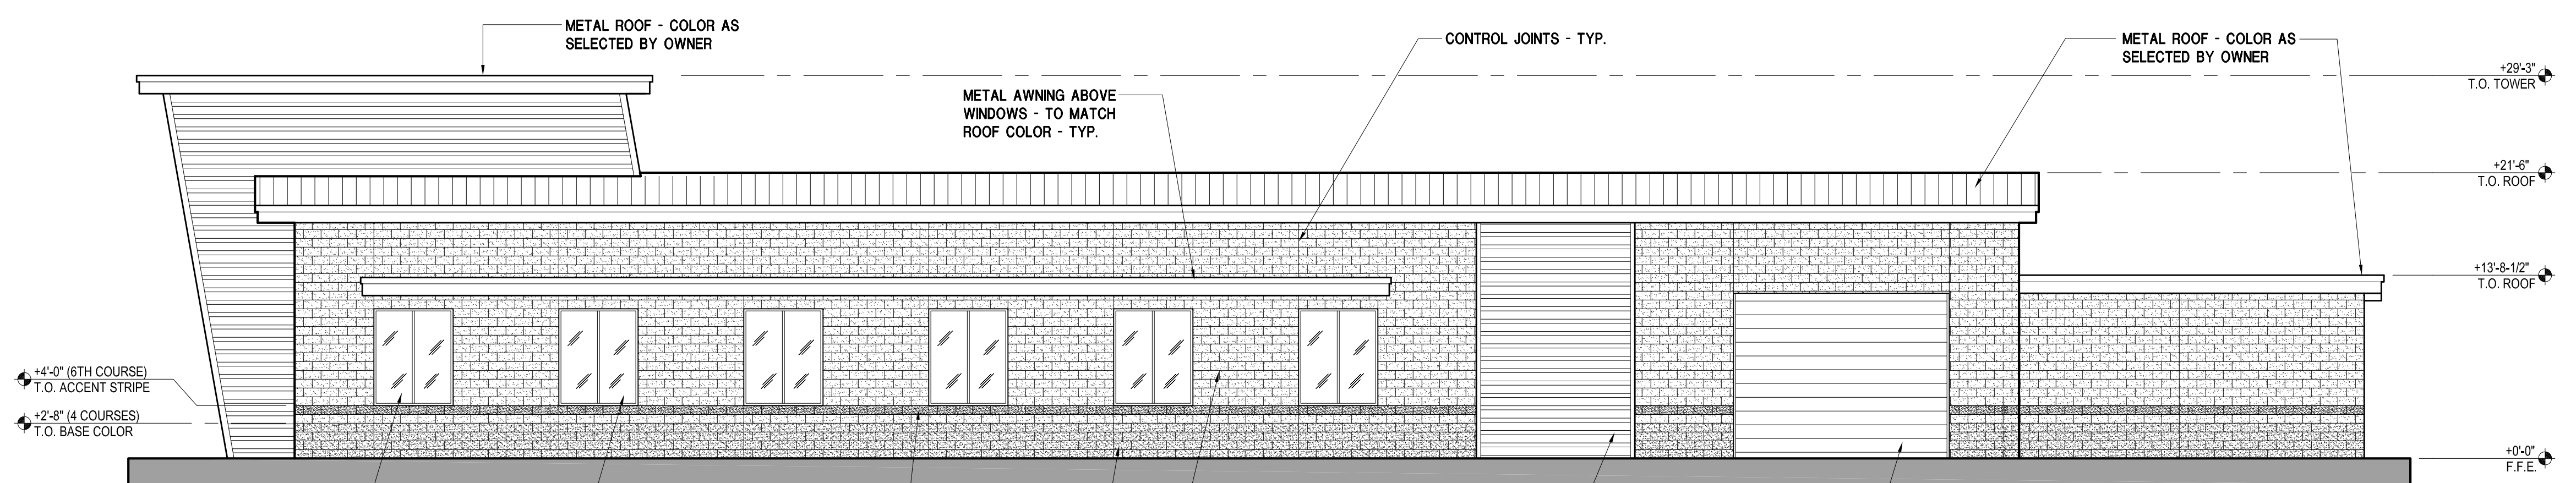 METAL ROOF - COLOR AS
SELECTED BY OWNER
CONTROL JOINTS - TYP.
METAL ROOF - COLOR AS
SELECTED BY OWNER
+29'-3"
T.O. TOWER
METAL AWNING ABOVE
WINDOWS - TO MATCH
ROOF COLOR - TYP.
+21'-6"
T.O. ROOF
+13'-8-1/2"
T.O. ROOF
+4'-0" (6TH COURSE)
T.O. ACCENT STRIPE
+2'-8" (4 COURSES)
T.O. BASE COLOR
+0'-0"
F.F.E.